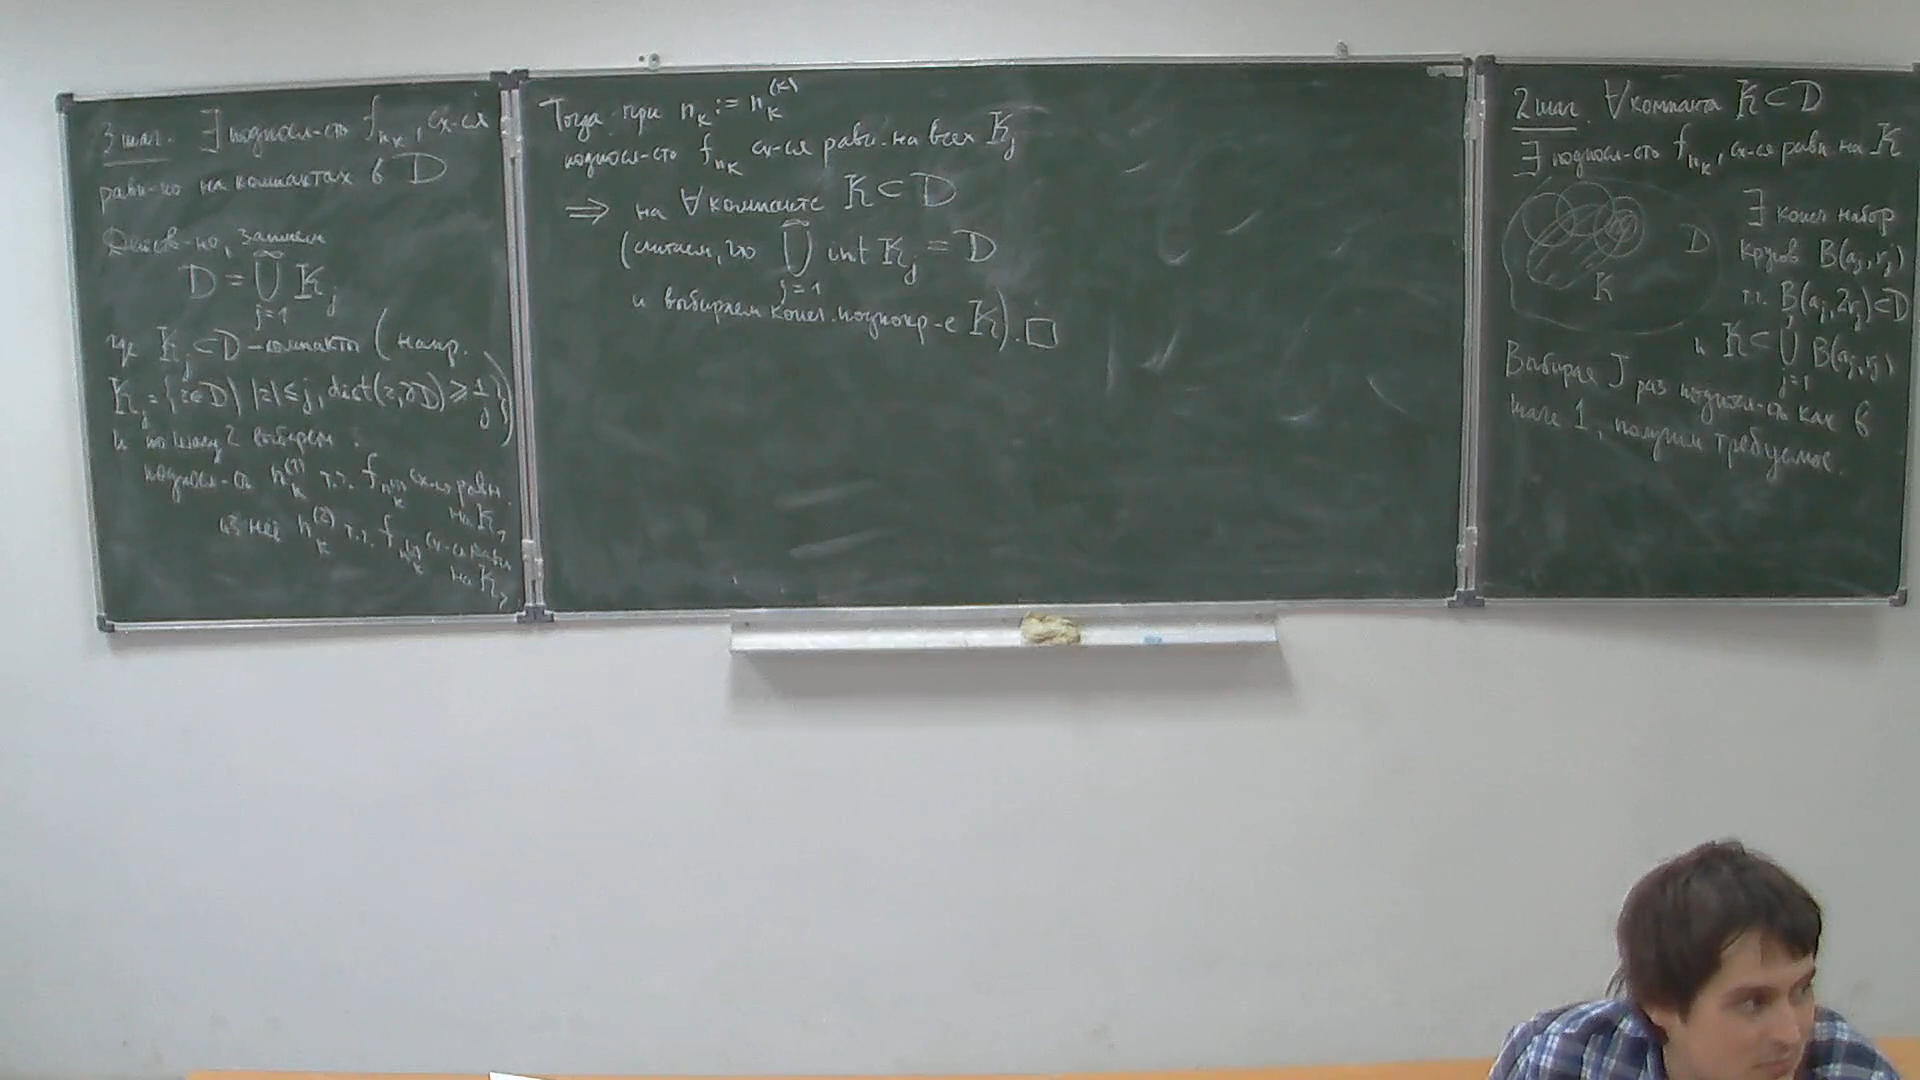 3 шаг. ∃ подпосл-сть f_{n_k}, сх-ся
равн-но на компактах в D
Действ-но, запишем
D = ⋃_{j=1}^∞ K_j
где K_j ⊂ D – компакты (напр.
K_j = {z∈D | |z| ≤ j, dist(z, ∂D) ≥ 1/j})
и по шагу 2 выберем
подпосл-ть n_k^{(1)} т.ч. f_{n_k^{(1)}} сх-ся равн.
на K_1
из неё n_k^{(2)} т.ч. f_{n_k^{(2)}} сх-ся равн.
на K_2
Тогда при n_k := n_k^{(k)}
подпосл-сть f_{n_k} сх-ся равн. на всех K_j
⟹ на ∀ компакте K ⊂ D
(считаем, что ⋃_{j=1}^∞ int K_j = D
и выбираем конеч. подпокр-е K). □
2 шаг. ∀ компакта K ⊂ D
∃ подпосл-сть f_{n_k}, сх-ся равн. на K
∃ конеч набор
кругов B(a_j, r_j)
т.ч. B(a_j, 2r_j) ⊂ D
и K ⊂ ⋃_{j=1}^J B(a_j, r_j)
D
K
Выбирая J раз подпосл-сть как в
шаге 1, получим требуемое.